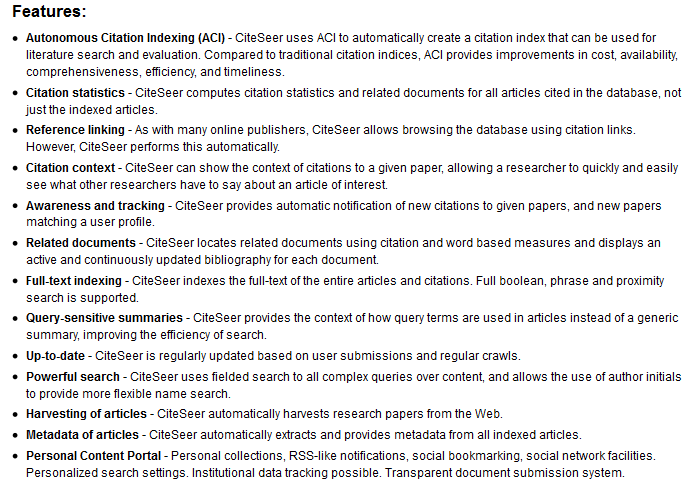 Features:
• Autonomous Citation Indexing (ACI) - CiteSeer uses ACI to automatically create a citation index that can be used for
literature search and evaluation. Compared to traditional citation indices, ACI provides improvements in cost, availability,
comprehensiveness, efficiency, and timeliness.
• Citation statistics - CiteSeer computes citation statistics and related documents for all articles cited in the database, not
just the indexed articles.
• Reference linking - As with many online publishers, CiteSeer allows browsing the database using citation links.
However, CiteSeer performs this automatically.
• Citation context - CiteSeer can show the context of citations to a given paper, allowing a researcher to quickly and easily
see what other researchers have to say about an article of interest.
• Awareness and tracking - CiteSeer provides automatic notification of new citations to given papers, and new papers
matching a user profile.
• Related documents - CiteSeer locates related documents using citation and word based measures and displays an
active and continuously updated bibliography for each document.
• Full-text indexing - CiteSeer indexes the full-text of the entire articles and citations. Full boolean, phrase and proximity
search is supported.
• Query-sensitive summaries - CiteSeer provides the context of how query terms are used in articles instead of a generic
summary, improving the efficiency of search.
• Up-to-date - CiteSeer is regularly updated based on user submissions and regular crawls.
• Powerful search - CiteSeer uses fielded search to all complex queries over content, and allows the use of author initials
to provide more flexible name search.
• Harvesting of articles - CiteSeer automatically harvests research papers from the Web.
• Metadata of articles - CiteSeer automatically extracts and provides metadata from all indexed articles.
• Personal Content Portal - Personal collections, RSS-like notifications, social bookmarking, social network facilities.
Personalized search settings. Institutional data tracking possible. Transparent document submission system.